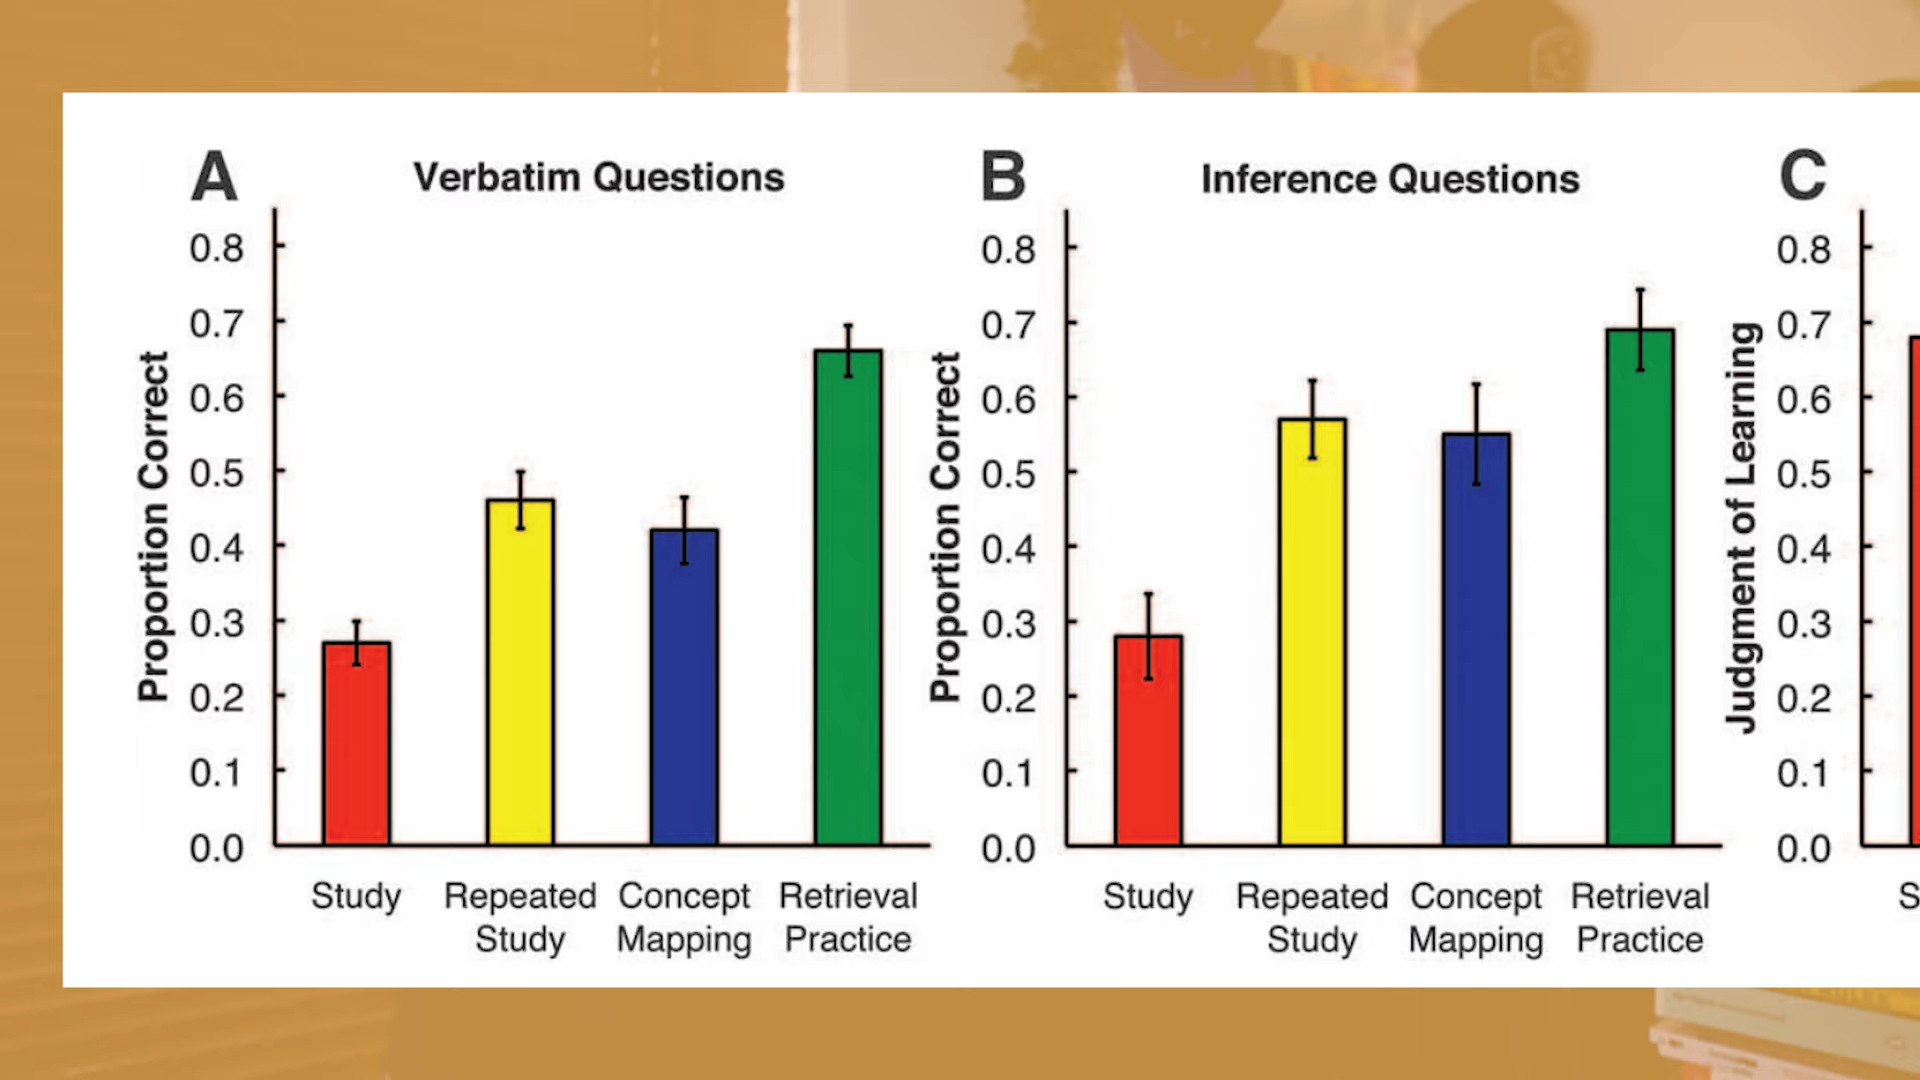 A
Verbatim Questions
Proportion Correct
0.8
0.7
0.6
0.5
0.4
0.3
0.2
0.1
0.0
Study
Repeated Study
Concept Mapping
Retrieval Practice
B
Inference Questions
Proportion Correct
0.8
0.7
0.6
0.5
0.4
0.3
0.2
0.1
0.0
Study
Repeated Study
Concept Mapping
Retrieval Practice
C
Judgment of Learning
0.8
0.7
0.6
0.5
0.4
0.3
0.2
0.1
0.0
S